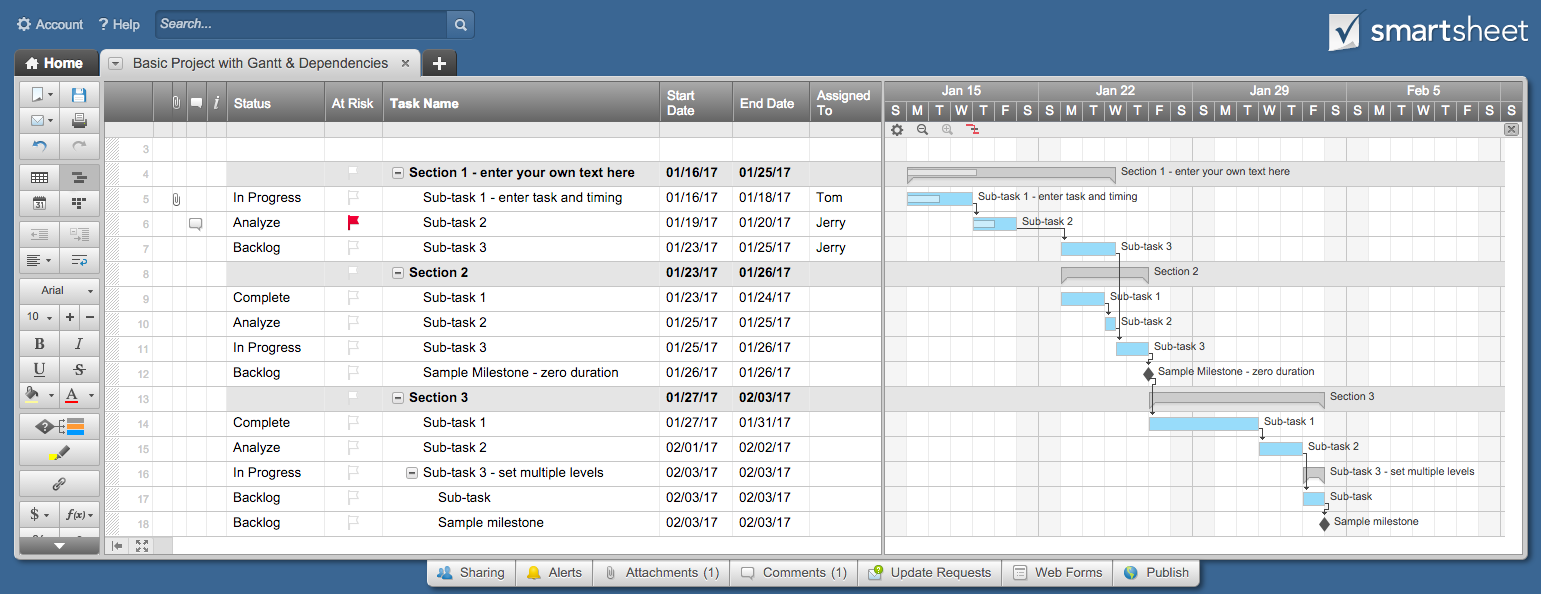 Account ? Help Search...
smartsheet
Home Basic Project with Gantt & Dependencies × +
i Status At Risk Task Name Start Date End Date Assigned To
Jan 15 Jan 22 Jan 29 Feb 5
S M T W T F S S M T W T F S S M T W T F S S M T W T F S S
3
4 Section 1 - enter your own text here 01/16/17 01/25/17 Section 1 - enter your own text here
5 In Progress Sub-task 1 - enter task and timing 01/16/17 01/18/17 Tom Sub-task 1 - enter task and timing
6 Analyze Sub-task 2 01/19/17 01/20/17 Jerry Sub-task 2
7 Backlog Sub-task 3 01/23/17 01/25/17 Jerry Sub-task 3
8 Section 2 01/23/17 01/26/17 Section 2
9 Complete Sub-task 1 01/23/17 01/24/17 Sub-task 1
10 Analyze Sub-task 2 01/25/17 01/25/17 Sub-task 2
11 In Progress Sub-task 3 01/25/17 01/26/17 Sub-task 3
12 Backlog Sample Milestone - zero duration 01/26/17 01/26/17 Sample Milestone - zero duration
13 Section 3 01/27/17 02/03/17 Section 3
14 Complete Sub-task 1 01/27/17 01/31/17 Sub-task 1
15 Analyze Sub-task 2 02/01/17 02/02/17 Sub-task 2
16 In Progress Sub-task 3 - set multiple levels 02/03/17 02/03/17 Sub-task 3 - set multiple levels
17 Backlog Sub-task 02/03/17 02/03/17 Sub-task
18 Backlog Sample milestone 02/03/17 02/03/17 Sample milestone
31
Arial
10 + −
B I
U S
A
?
$ f(x)
Sharing Alerts Attachments (1) Comments (1) Update Requests Web Forms Publish